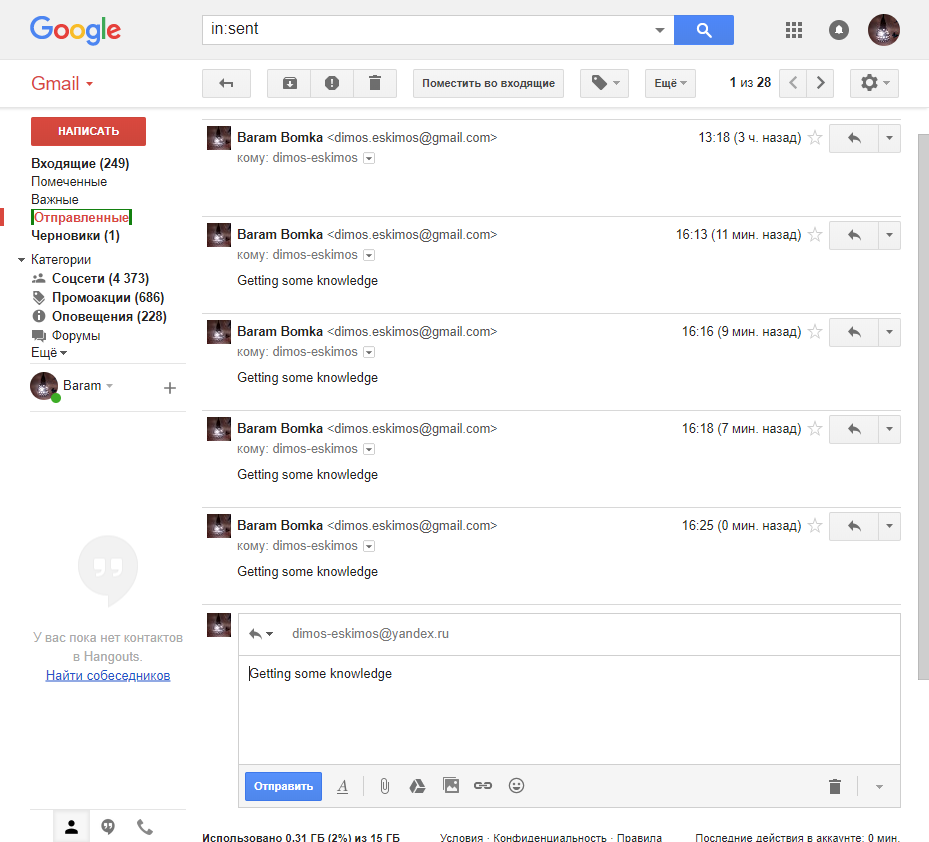 Google
in:sent
Gmail
Поместить во входящие
Ещё
1 из 28
НАПИСАТЬ
Входящие (249)
Помеченные
Важные
Отправленные
Черновики (1)
Категории
Соцсети (4 373)
Промоакции (686)
Оповещения (228)
Форумы
Ещё
Baram
У вас пока нет контактов
в Hangouts.
Найти собеседников
Baram Bomka <dimos.eskimos@gmail.com> 13:18 (3 ч. назад)
кому: dimos-eskimos
Baram Bomka <dimos.eskimos@gmail.com> 16:13 (11 мин. назад)
кому: dimos-eskimos
Getting some knowledge
Baram Bomka <dimos.eskimos@gmail.com> 16:16 (9 мин. назад)
кому: dimos-eskimos
Getting some knowledge
Baram Bomka <dimos.eskimos@gmail.com> 16:18 (7 мин. назад)
кому: dimos-eskimos
Getting some knowledge
Baram Bomka <dimos.eskimos@gmail.com> 16:25 (0 мин. назад)
кому: dimos-eskimos
Getting some knowledge
dimos-eskimos@yandex.ru
Getting some knowledge
Отправить A
Использовано 0,31 ГБ (2%) из 15 ГБ
Условия · Конфиденциальность · Правила
Последние действия в аккаунте: 0 мин.